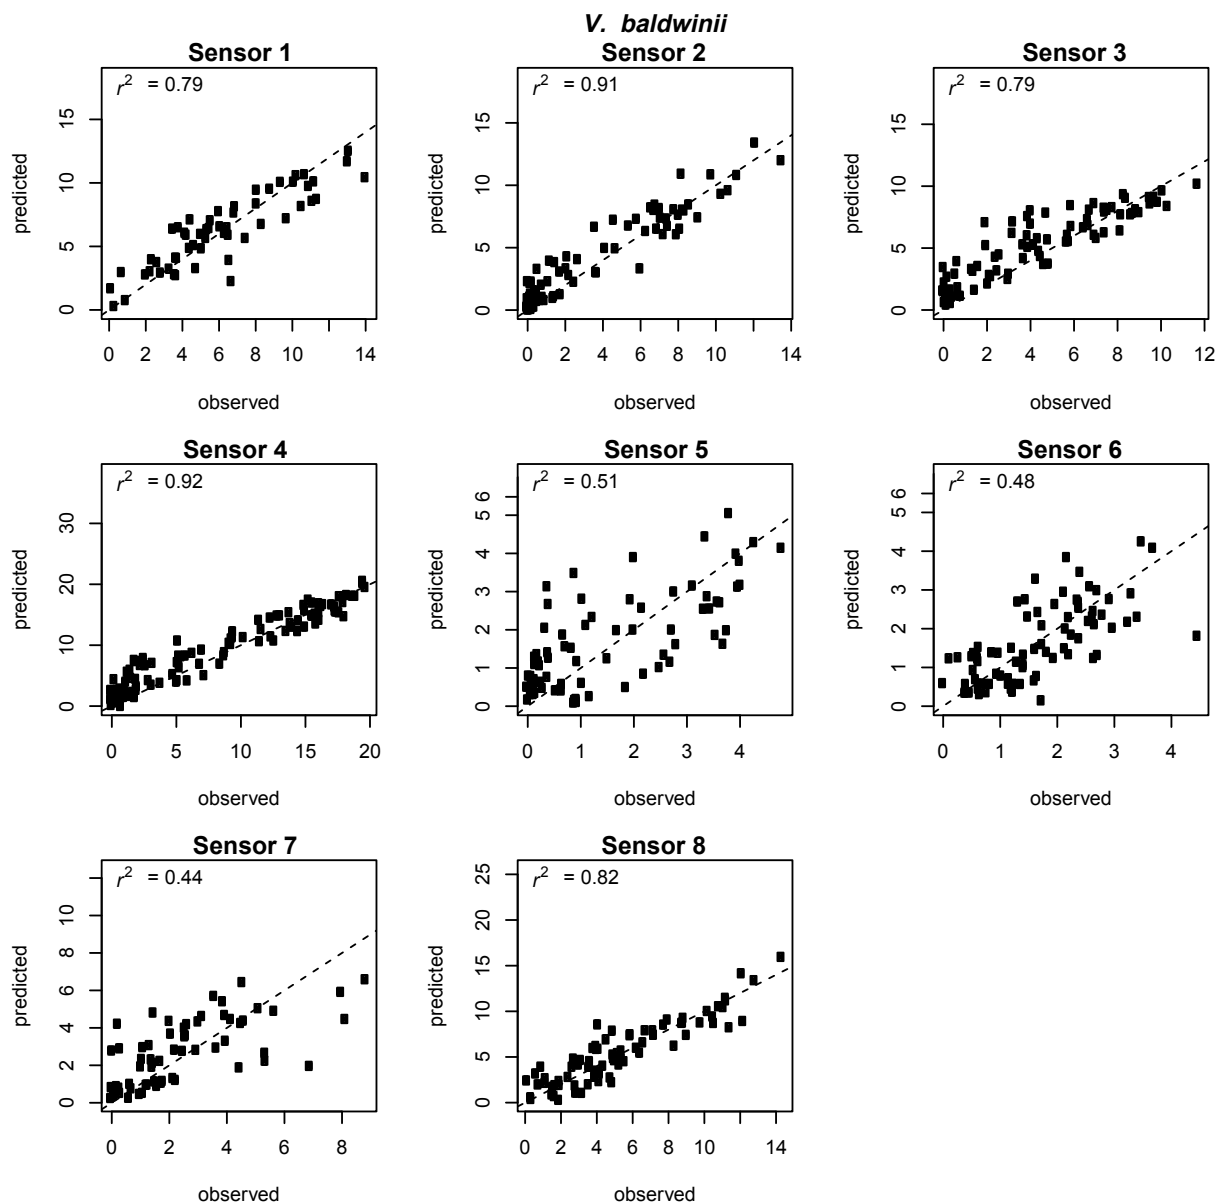 V. baldwinii
Sensor 1
r2 = 0.79
15
10
5
0
predicted
0 2 4 6 8 10 12 14
observed
Sensor 2
r2 = 0.91
15
10
5
0
predicted
0 2 4 6 8 10 14
observed
Sensor 3
r2 = 0.79
15
10
5
0
predicted
0 2 4 6 8 10 12
observed
Sensor 4
r2 = 0.92
30
20
10
0
predicted
0 5 10 15 20
observed
Sensor 5
r2 = 0.51
6
5
4
3
2
1
0
predicted
0 1 2 3 4
observed
Sensor 6
r2 = 0.48
6
5
4
3
2
1
0
predicted
0 1 2 3 4
observed
Sensor 7
r2 = 0.44
10
8
6
4
2
0
predicted
0 2 4 6 8
observed
Sensor 8
r2 = 0.82
25
20
15
10
5
0
predicted
0 2 4 6 8 10 14
observed